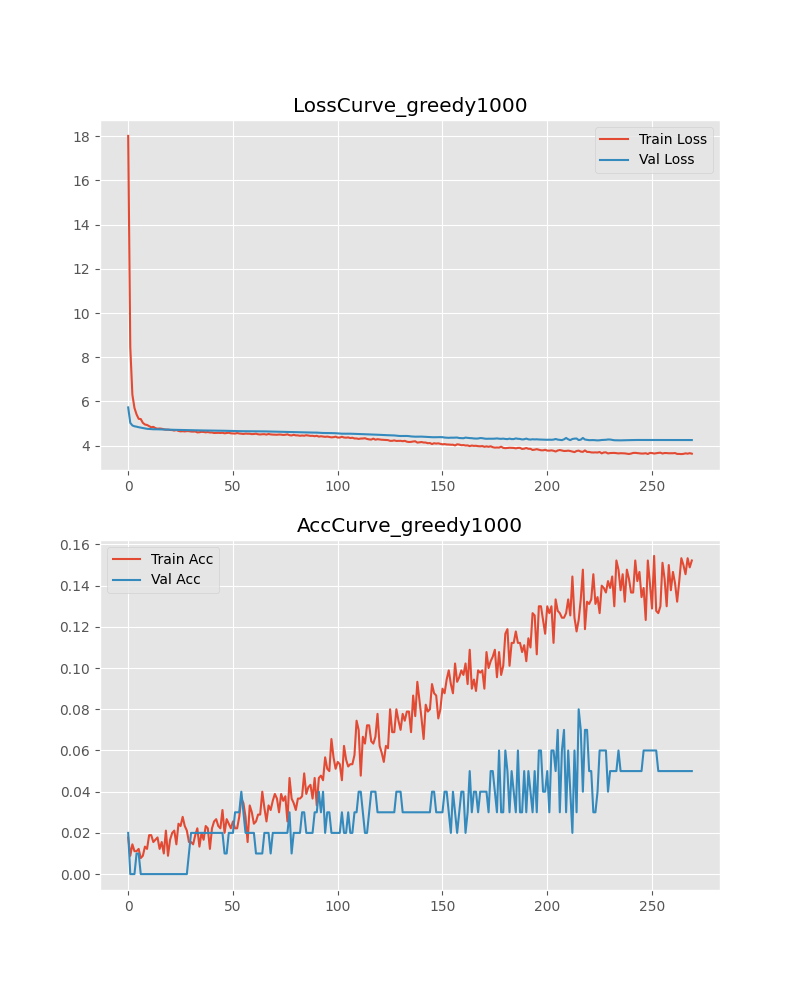 LossCurve_greedy1000
18
16
14
12
10
8
6
4
Train Loss
Val Loss
0 50 100 150 200 250
AccCurve_greedy1000
0.16
0.14
0.12
0.10
0.08
0.06
0.04
0.02
0.00
Train Acc
Val Acc
0 50 100 150 200 250